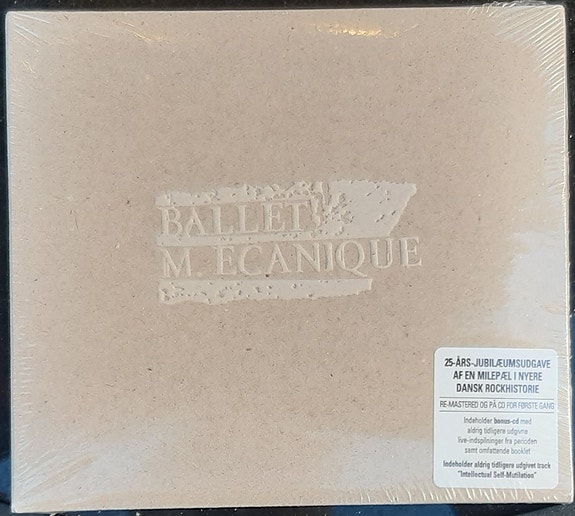 BALLET
M. ECANIQUE
25-ÅRS-JUBILÆUMSUDGAVE
AF EN MILEPÆL I NYERE
DANSK ROCKHISTORIE
RE-MASTERED OG PÅ CD FOR FØRSTE GANG
Indeholder bonus-cd med
aldrig tidligere udgivne
live-indspilninger fra perioden
samt omfattende booklet
Indeholder aldrig tidligere udgivet track
"Intellectual Self-Mutilation"